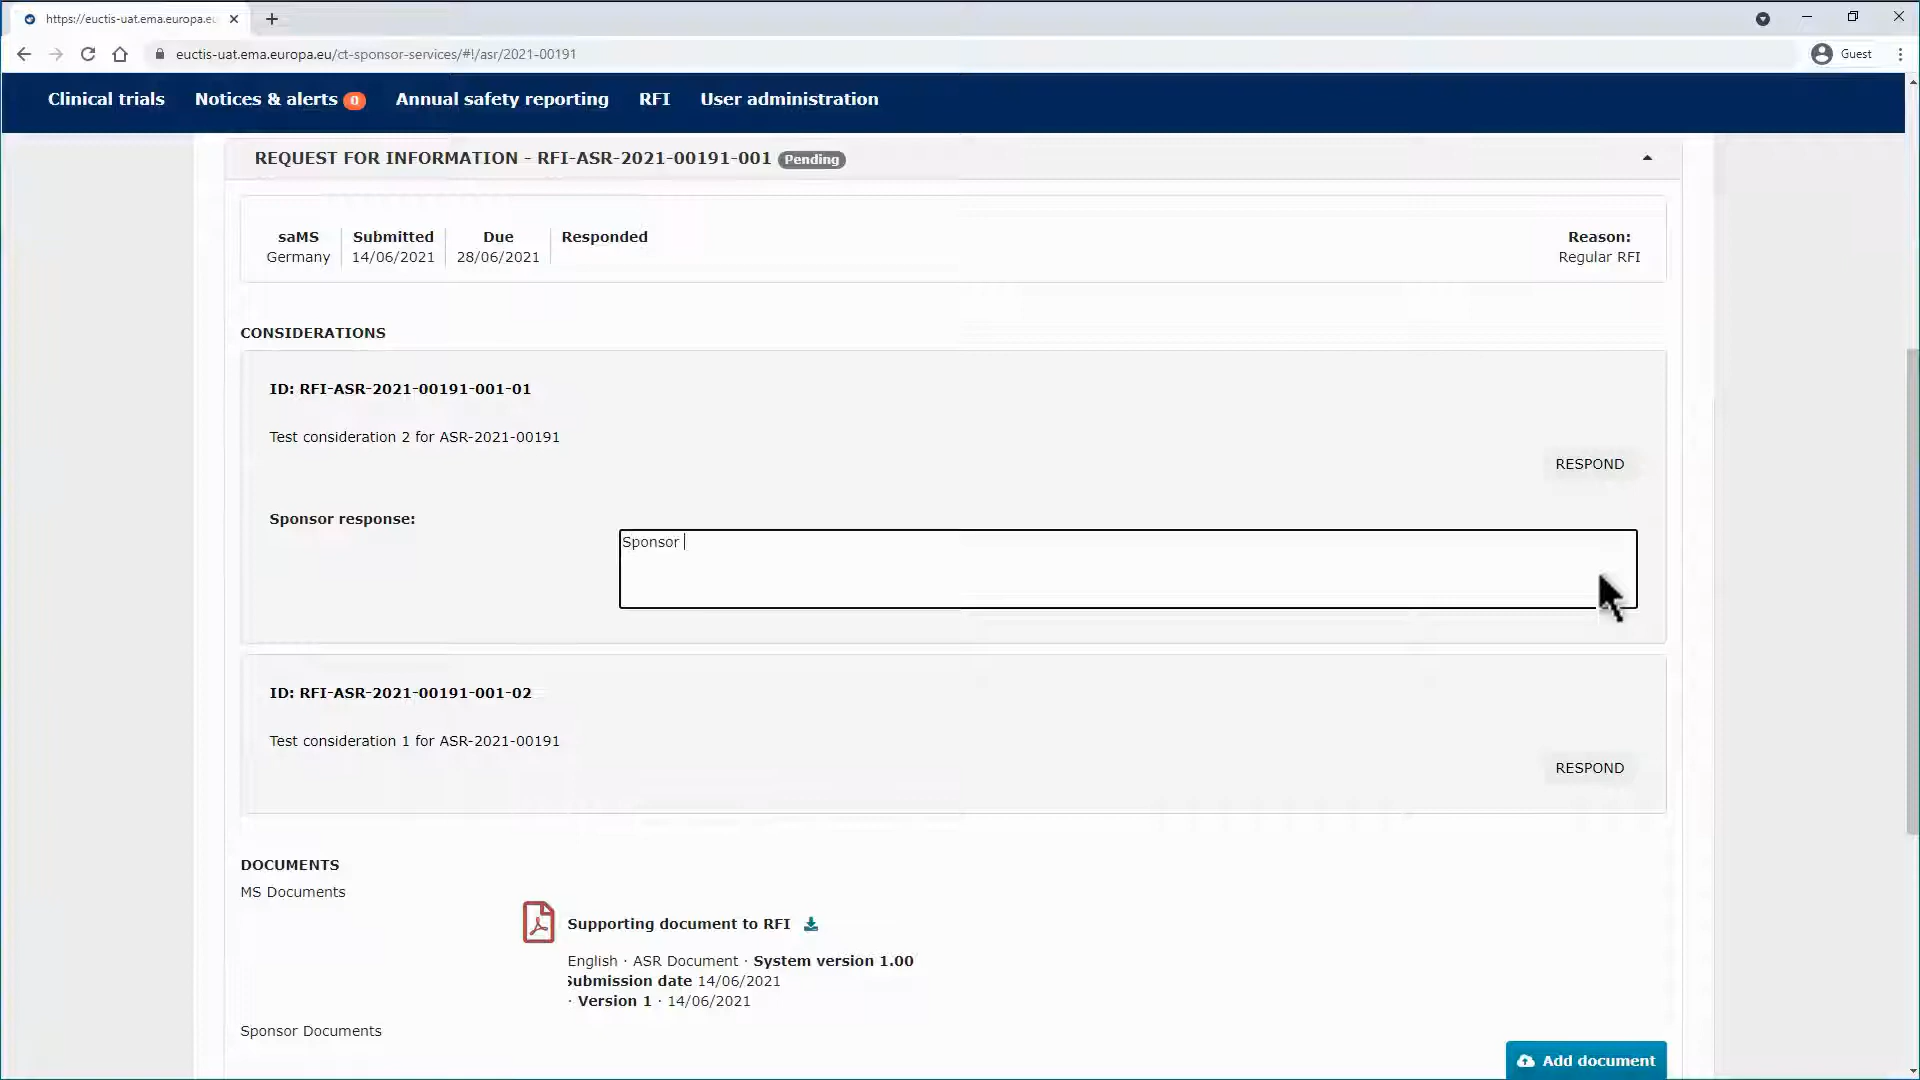 https://euctis-uat.ema.europa.eu
euctis-uat.ema.europa.eu/ct-sponsor-services/#!/asr/2021-00191
Guest
Clinical trials Notices & alerts 0 Annual safety reporting RFI User administration
REQUEST FOR INFORMATION - RFI-ASR-2021-00191-001 Pending
saMS Submitted Due Responded Reason:
Germany 14/06/2021 28/06/2021 Regular RFI
CONSIDERATIONS
ID: RFI-ASR-2021-00191-001-01
Test consideration 2 for ASR-2021-00191
RESPOND
Sponsor response:
Sponsor
ID: RFI-ASR-2021-00191-001-02
Test consideration 1 for ASR-2021-00191
RESPOND
DOCUMENTS
MS Documents
Supporting document to RFI
English · ASR Document · System version 1.00
Submission date 14/06/2021
· Version 1 · 14/06/2021
Sponsor Documents
Add document